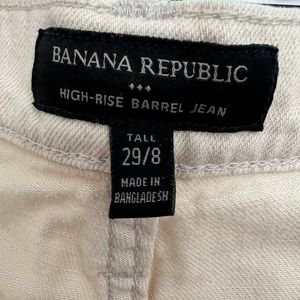 BANANA REPUBLIC
HIGH-RISE BARREL JEAN
TALL
29/8
MADE IN
BANGLADESH